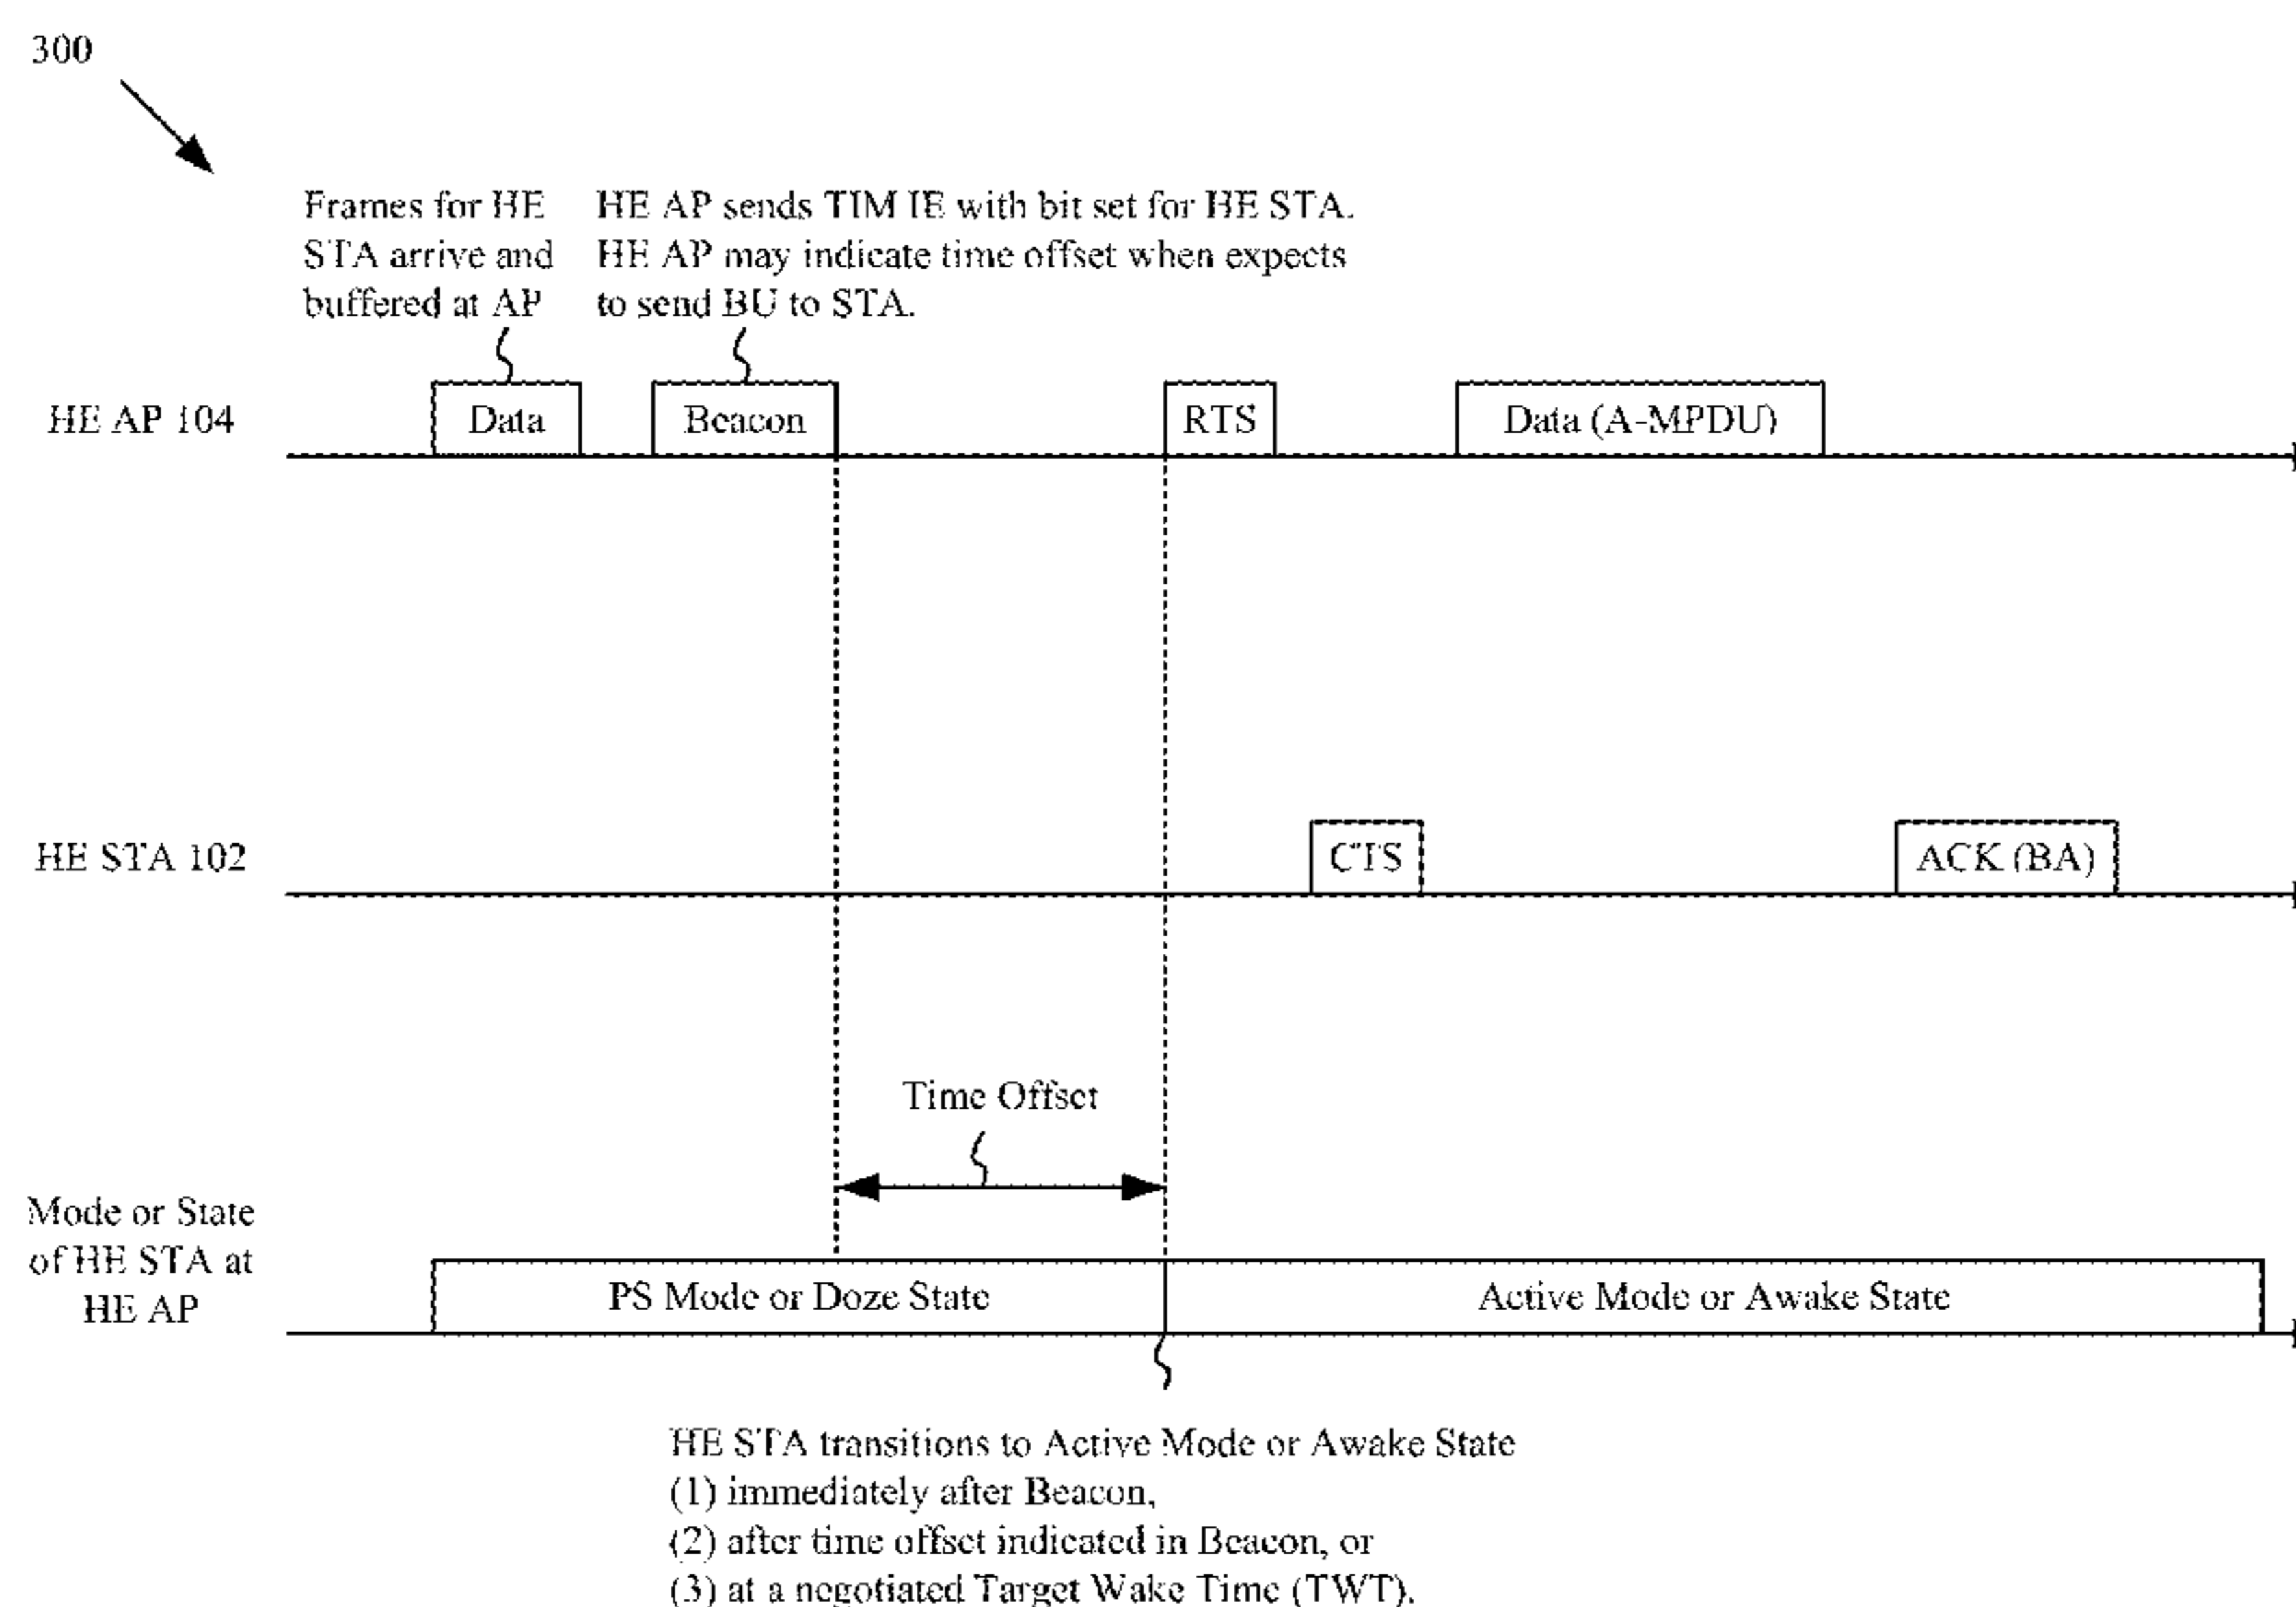 300
Frames for HE
STA arrive and
buffered at AP
HE AP sends TIM IE with bit set for HE STA.
HE AP may indicate time offset when expects
to send BU to STA.
HE AP 104
Data
Beacon
RTS
Data (A-MPDU)
HE STA 102
CTS
ACK (BA)
Time Offset
Mode or State
of HE STA at
HE AP
PS Mode or Doze State
Active Mode or Awake State
HE STA transitions to Active Mode or Awake State
(1) immediately after Beacon,
(2) after time offset indicated in Beacon, or
(3) at a negotiated Target Wake Time (TWT).